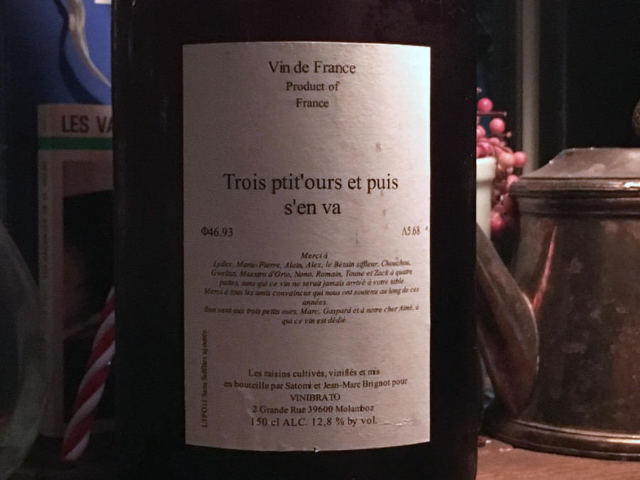 LES VA
Vin de France
Product of
France
Trois ptit'ours et puis
s'en va
Φ46.93 Λ5.68
Merci à
Lydie, Marie-Pierre, Alain, Alex, le Bétain siffleur, Chouchou,
Maestro d'Orio, Nono, Romain, Toune et Zack à quatre
pattes, sans qui ce vin ne serait jamais arrivé à votre table.
Merci à tous les amis convaincus qui nous ont soutenu au long de ces
années.
Bon vent aux trois petits ours, Marc, Gaspard et à notre cher Aimé, à
qui ce vin est dédié.
Les raisins cultivés, vinifiés et mis
en bouteille par Satomi et Jean-Marc Brignot pour
VINIBRATO
2 Grande Rue 39600 Molamboz
150 cl ALC. 12,8 % by vol.
Sans Sulfites ajoutés